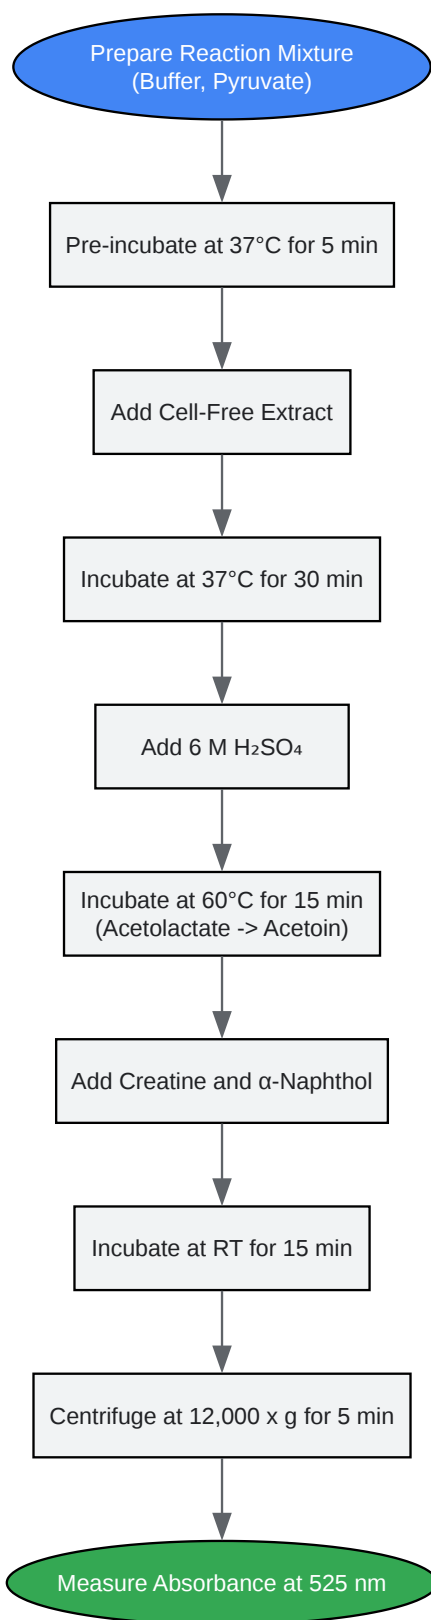 Prepare Reaction Mixture
(Buffer, Pyruvate)
Pre-incubate at 37°C for 5 min
Add Cell-Free Extract
Incubate at 37°C for 30 min
Add 6 M H₂SO₄
Incubate at 60°C for 15 min
(Acetolactate -> Acetoin)
Add Creatine and α-Naphthol
Incubate at RT for 15 min
Centrifuge at 12,000 x g for 5 min
Measure Absorbance at 525 nm